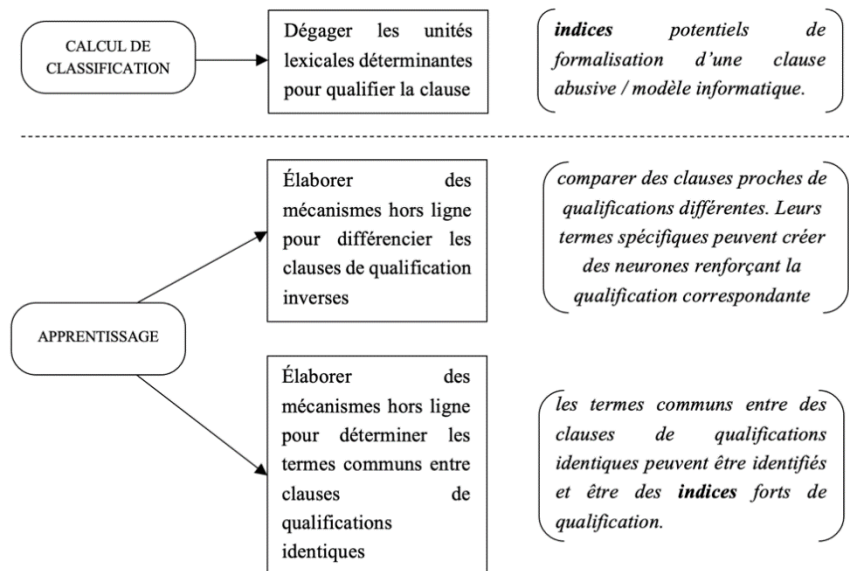 CALCUL DE
CLASSIFICATION
Dégager les unités
lexicales déterminantes
pour qualifier la clause
indices potentiels de
formalisation d'une clause
abusive / modèle informatique.
APPRENTISSAGE
Élaborer des
mécanismes hors ligne
pour différencier les
clauses de qualification
inverses
comparer des clauses proches de
qualifications différentes. Leurs
termes spécifiques peuvent créer
des neurones renforçant la
qualification correspondante
Élaborer des
mécanismes hors ligne
pour déterminer les
termes communs entre
clauses de
qualifications
identiques
les termes communs entre des
clauses de qualifications
identiques peuvent être identifiés
et être des indices forts de
qualification.